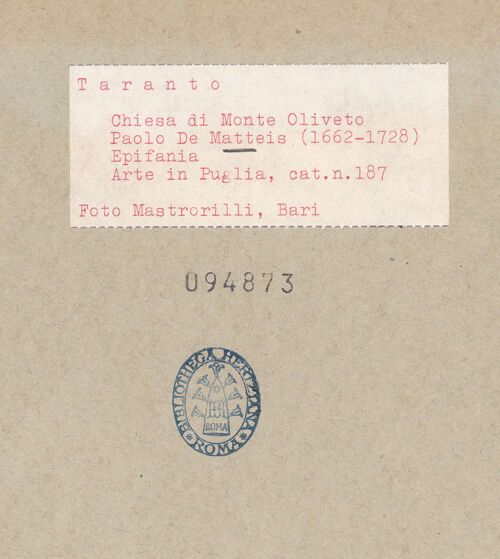 Taranto
Chiesa di Monte Oliveto
Paolo De Matteis (1662-1728)
Epifania
Arte in Puglia, cat.n.187
Foto Mastrorilli, Bari
094873
BIBLIOTHECA HERTZIANA
ROMA
* ROMA *